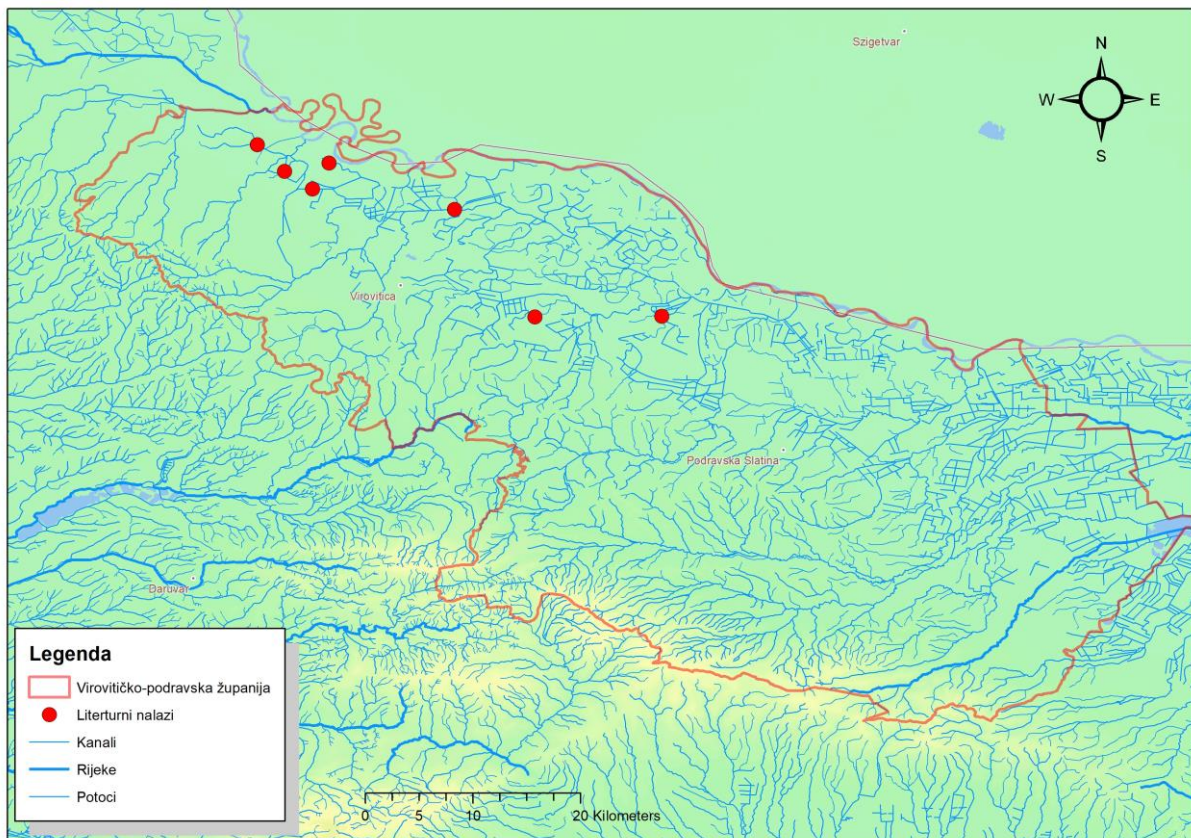 Szigetvar
N
W E
S
Virovitica
Podravska Slatina
Daruvar
Legenda
Virovitičko-podravska županija
Literturni nalazi
Kanali
Rijeke
Potoci
0 5 10 20 Kilometers